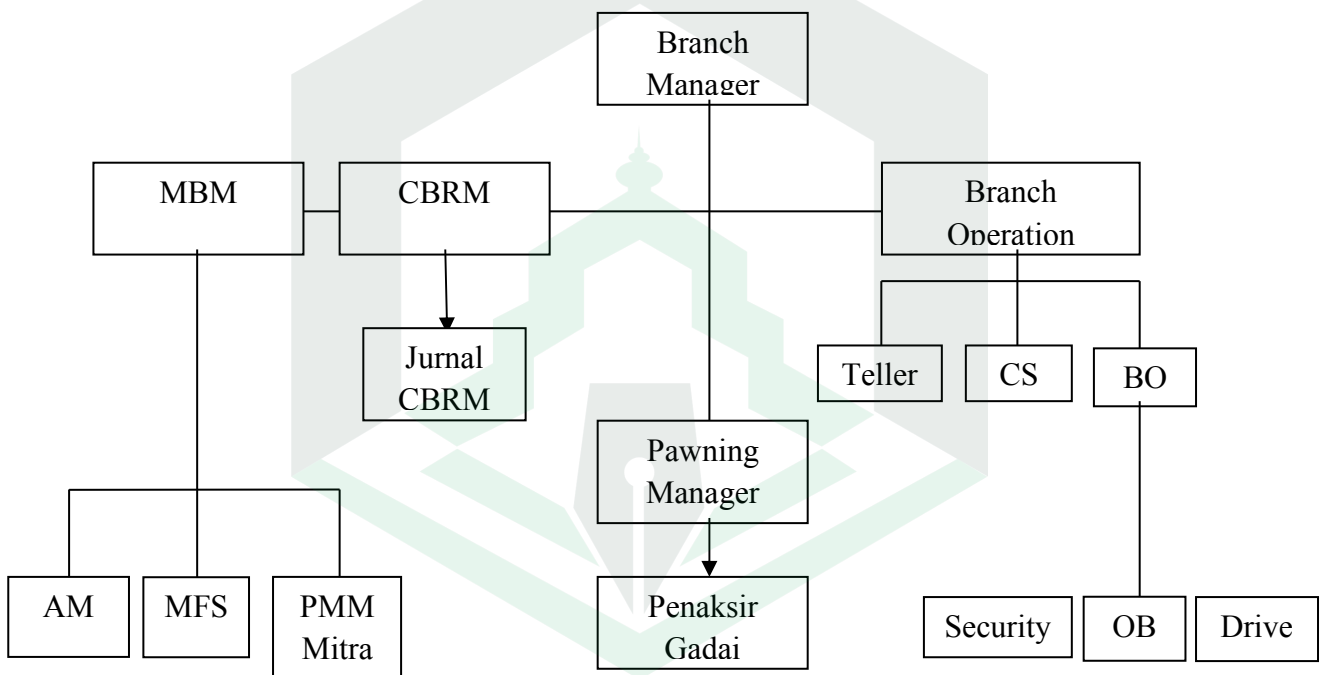 Branch
Manager
MBM
CBRM
Branch
Operation
Jurnal
CBRM
Teller
CS
BO
Pawning
Manager
AM
MFS
PMM
Mitra
Penaksir
Gadai
Security
OB
Drive